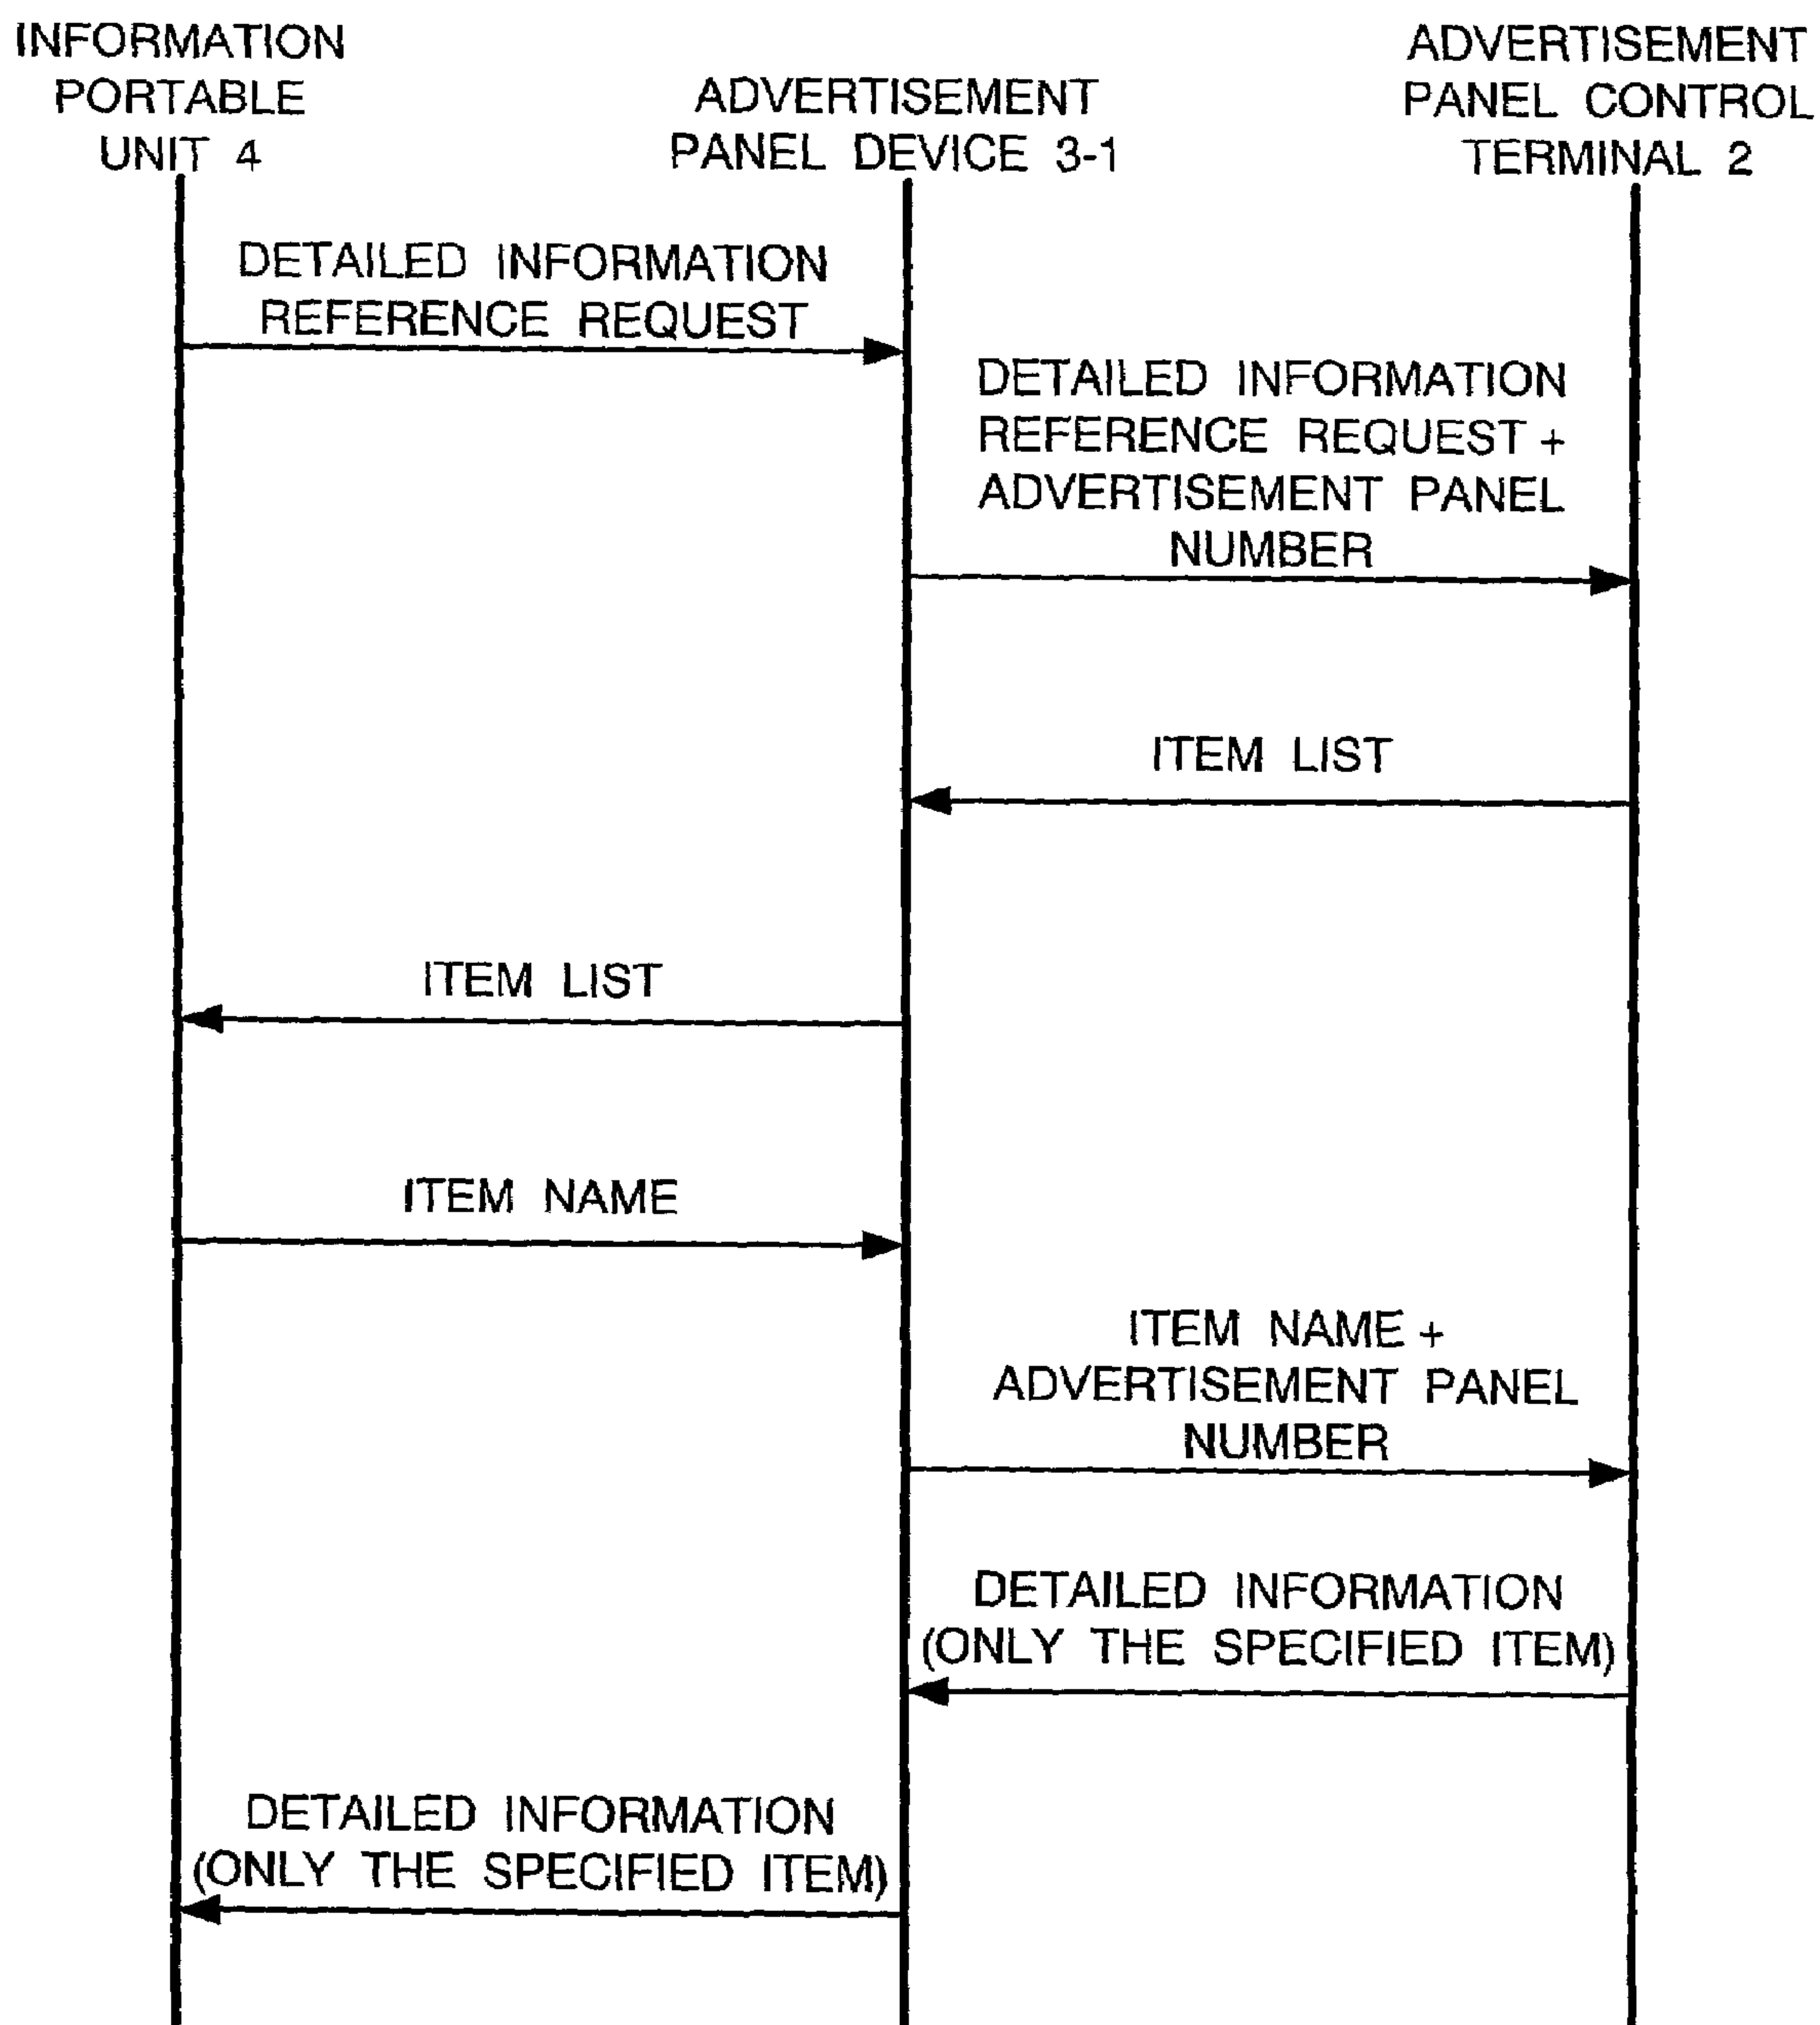 INFORMATION
PORTABLE
UNIT 4
ADVERTISEMENT
PANEL DEVICE 3-1
ADVERTISEMENT
PANEL CONTROL
TERMINAL 2
DETAILED INFORMATION
REFERENCE REQUEST
DETAILED INFORMATION
REFERENCE REQUEST +
ADVERTISEMENT PANEL
NUMBER
ITEM LIST
ITEM LIST
ITEM NAME
ITEM NAME +
ADVERTISEMENT PANEL
NUMBER
DETAILED INFORMATION
(ONLY THE SPECIFIED ITEM)
DETAILED INFORMATION
(ONLY THE SPECIFIED ITEM)